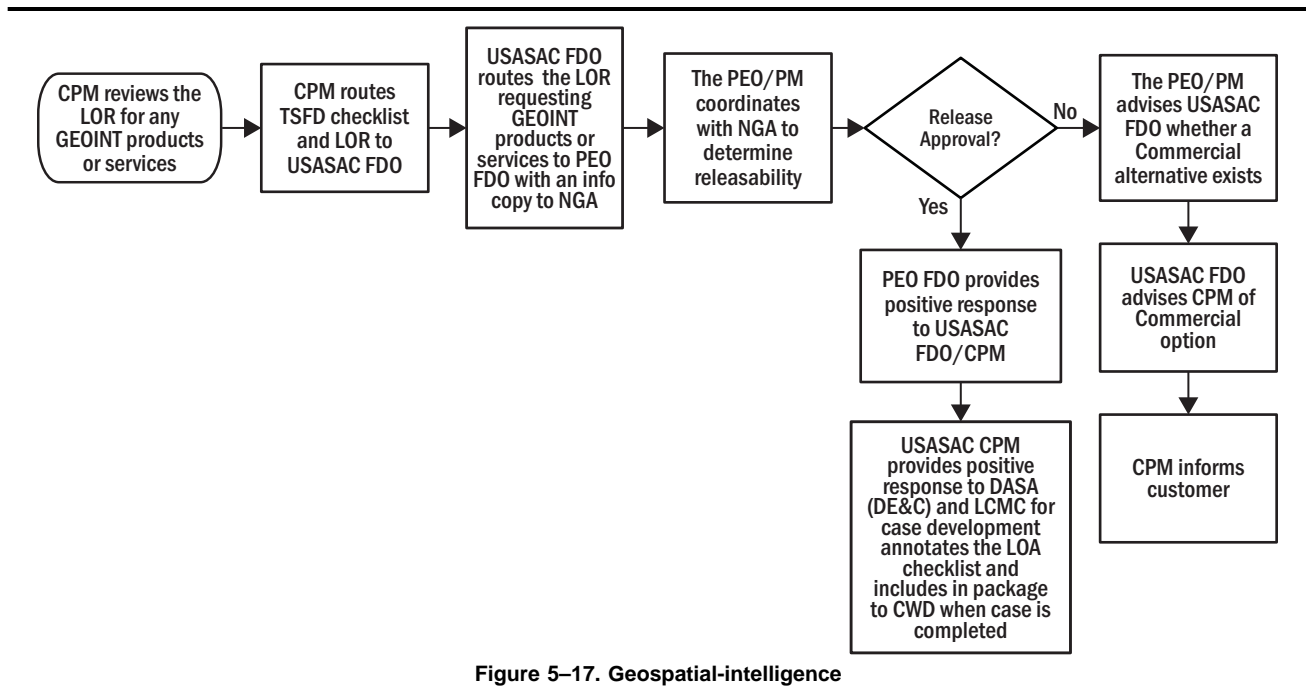 CPM reviews the
LOR for any
GEOINT products
or services
CPM routes
TSFD checklist
and LOR to
USASAC FDO
USASAC FDO
routes the LOR
requesting
GEOINT
products or
services to PEO
FDO with an info
copy to NGA
The PEO/PM
coordinates
with NGA to
determine
releasability
Release
Approval?
No
The PEO/PM
advises USASAC
FDO whether a
Commercial
alternative exists
Yes
PEO FDO provides
positive response
to USASAC
FDO/CPM
USASAC FDO
advises CPM of
Commercial
option
USASAC CPM
provides positive
response to DASA
(DE&C) and LCMC for
case development
annotates the LOA
checklist and
includes in package
to CWD when case is
completed
CPM informs
customer
Figure 5–17. Geospatial-intelligence